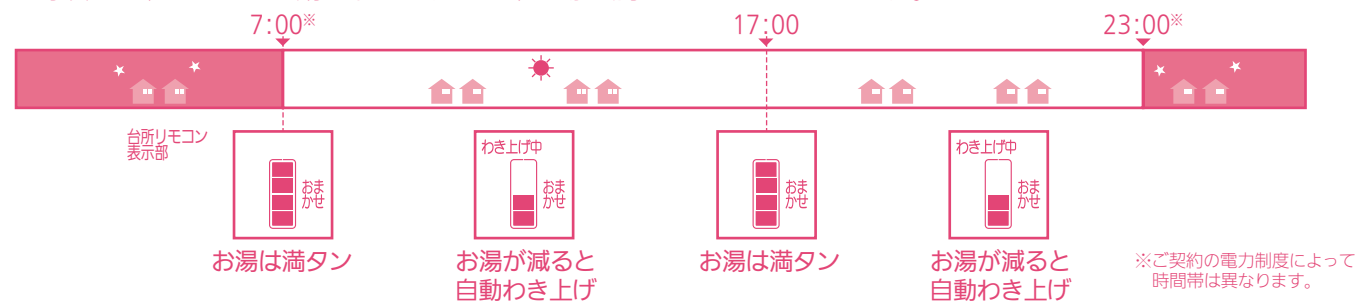 7:00※
17:00
23:00※
台所リモコン
表示部
おま
かせ
お湯は満タン
わき上げ中
おま
かせ
お湯が減ると
自動わき上げ
おま
かせ
お湯は満タン
わき上げ中
おま
かせ
お湯が減ると
自動わき上げ
※ご契約の電力制度によって
時間帯は異なります。